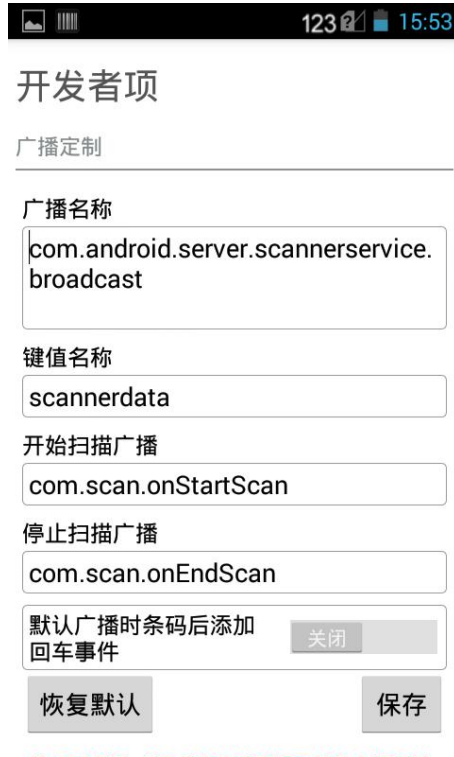 123 15:53
开发者项
广播定制
广播名称
com.android.server.scannerservice.
broadcast
键值名称
scannerdata
开始扫描广播
com.scan.onStartScan
停止扫描广播
com.scan.onEndScan
默认广播时条码后添加
回车事件
关闭
恢复默认
保存